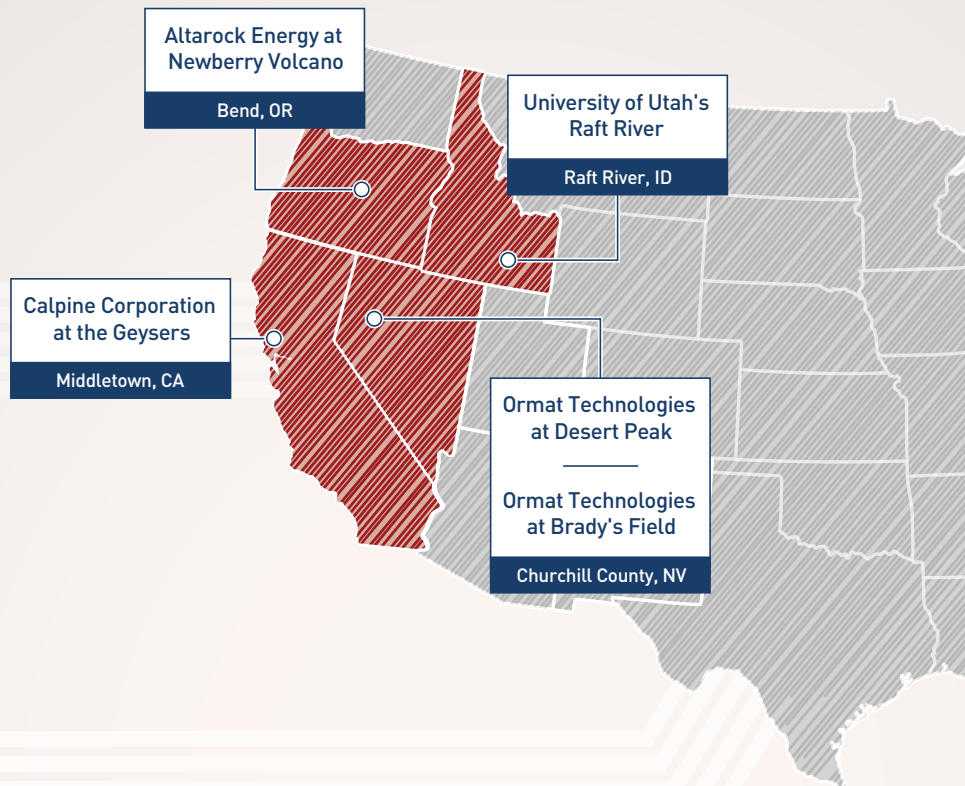 Altarock Energy at
Newberry Volcano
Bend, OR
University of Utah's
Raft River
Raft River, ID
Calpine Corporation
at the Geysers
Middletown, CA
Ormat Technologies
at Desert Peak
Ormat Technologies
at Brady's Field
Churchill County, NV